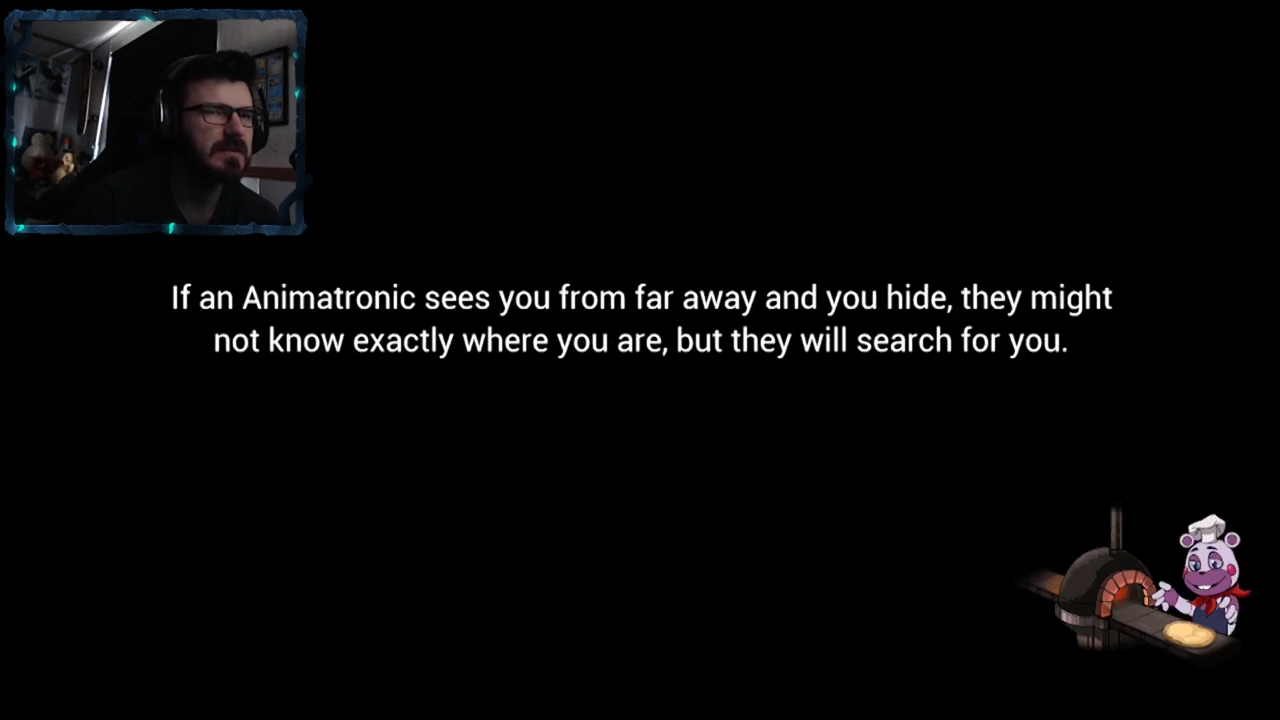 If an Animatronic sees you from far away and you hide, they might
not know exactly where you are, but they will search for you.